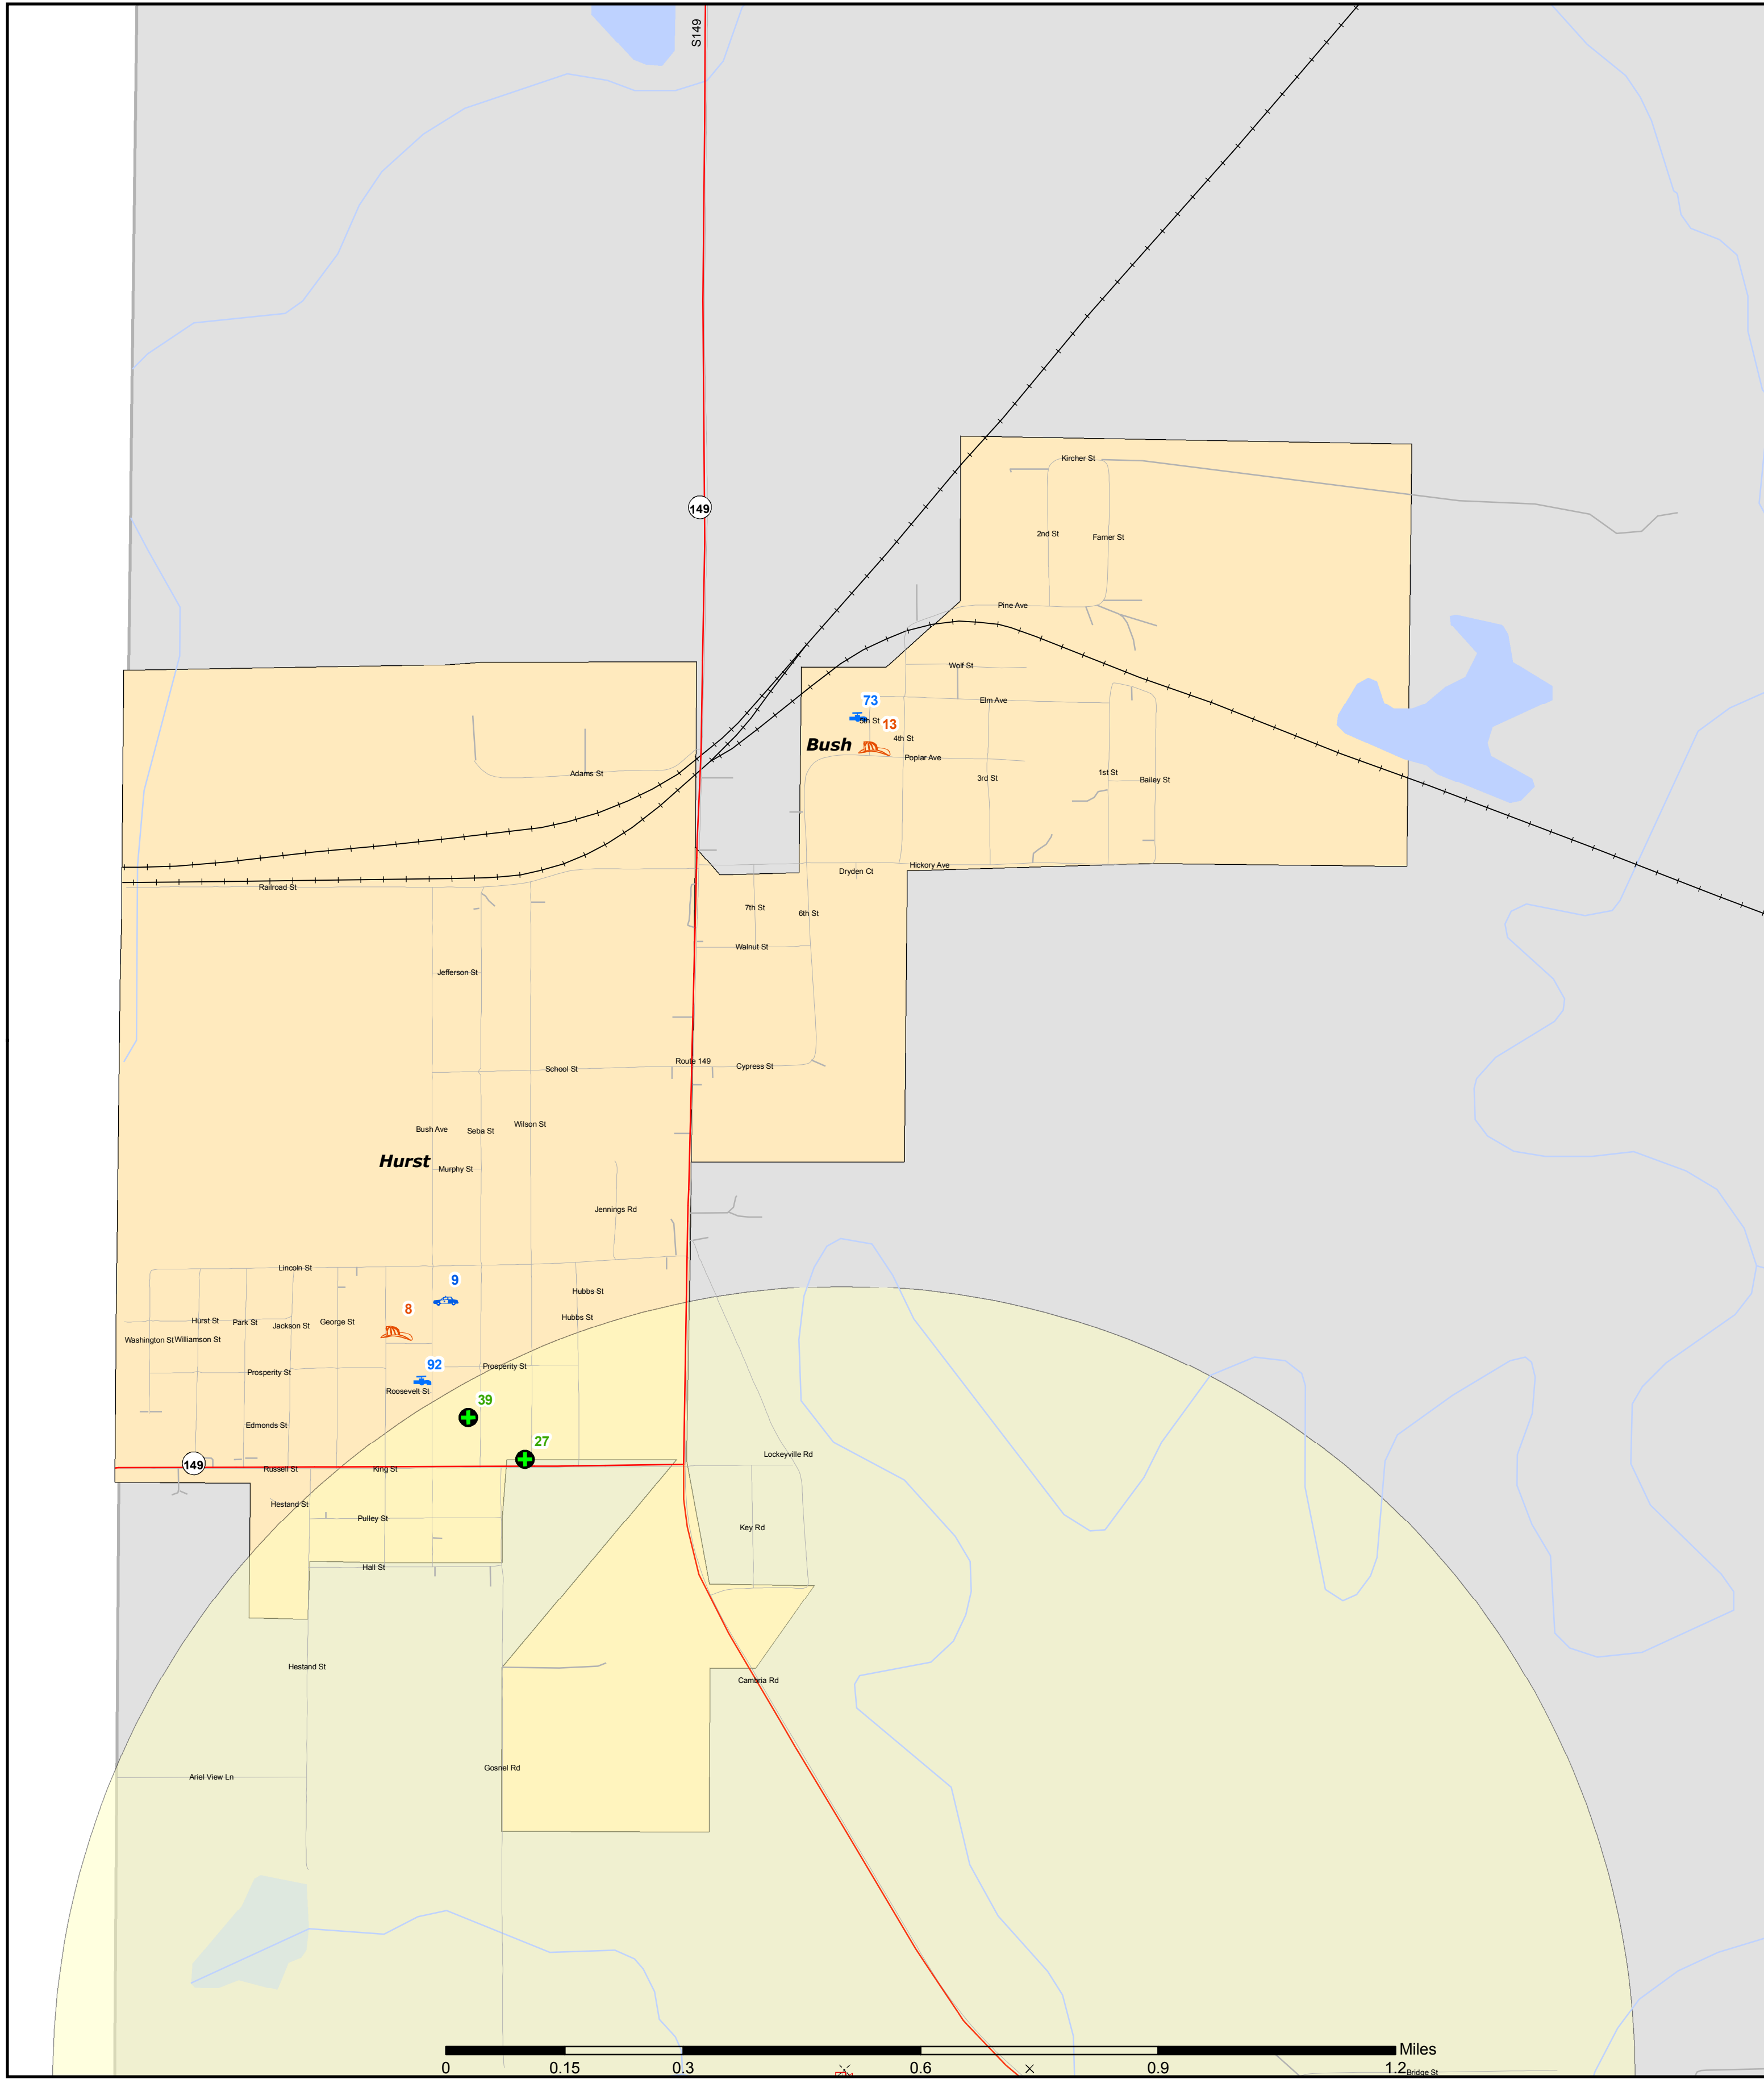 S149
Kircher St
149
2nd St
Farner St
Pine Ave
Wolf St
73
Elm Ave
5th St
13
4th St
Bush
Poplar Ave
Adams St
1st St
3rd St
Bailey St
Hickory Ave
Dryden Ct
Railroad St
7th St
6th St
Walnut St
Jefferson St
Route 149
School St
Cypress St
Wilson St
Bush Ave
Seba St
Hurst
Murphy St
Jennings Rd
Lincoln St
9
Hubbs St
8
Hubbs St
Hurst St
Park St
George St
Jackson St
Washington St
Williamson St
92
Prosperity St
Prosperity St
Roosevelt St
39
Edmonds St
27
Lockeyville Rd
149
Russell St
King St
Hestand St
Pulley St
Key Rd
Hall St
Hestand St
Cambria Rd
Gosnel Rd
Ariel View Ln
Miles
0
0.15
0.3
0.6
0.9
1.2
Bridge St